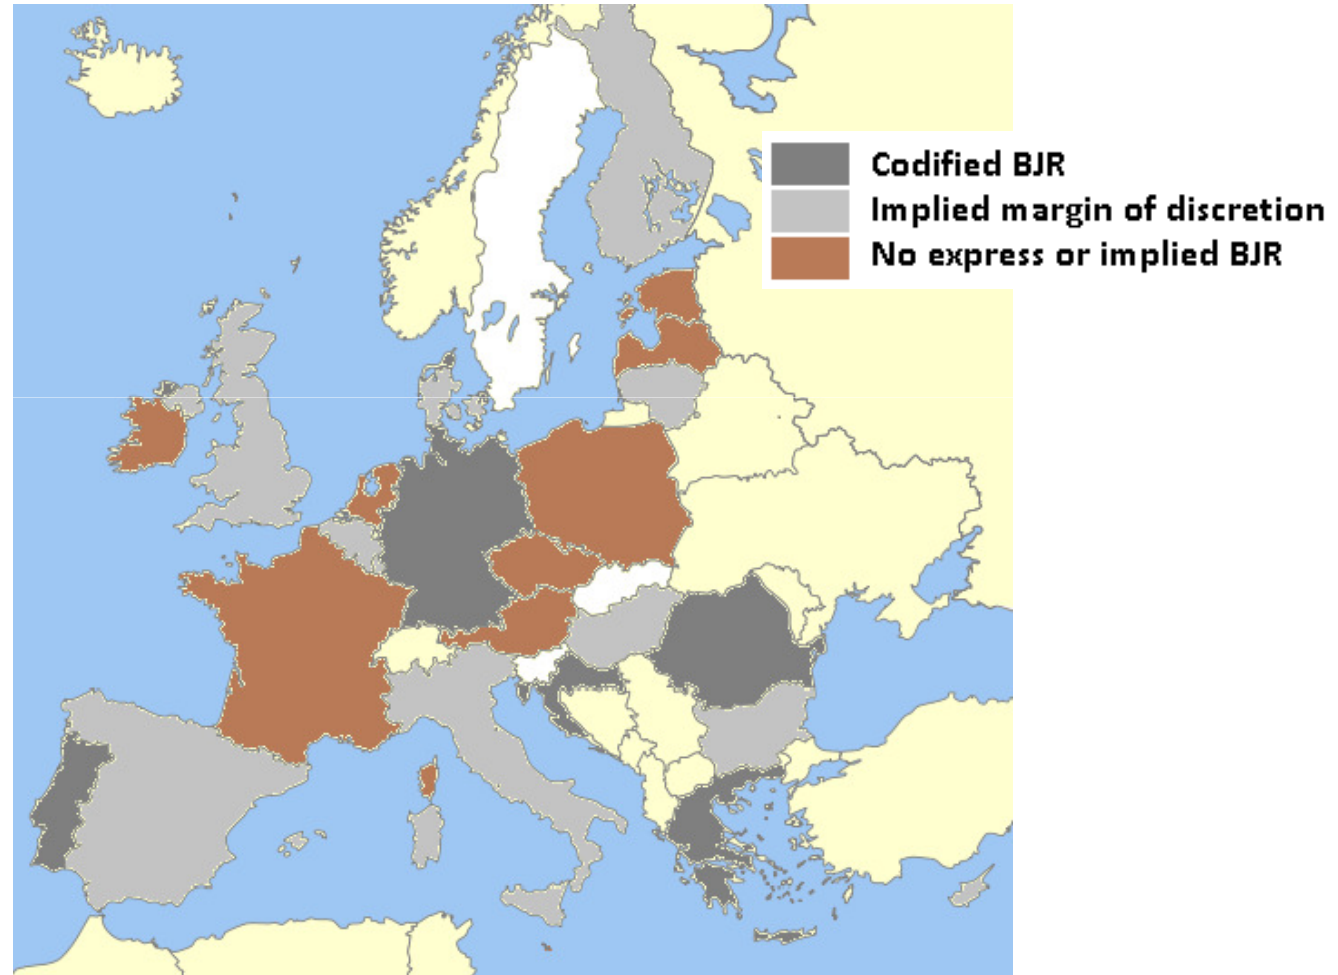 Codified BJR
Implied margin of discretion
No express or implied BJR